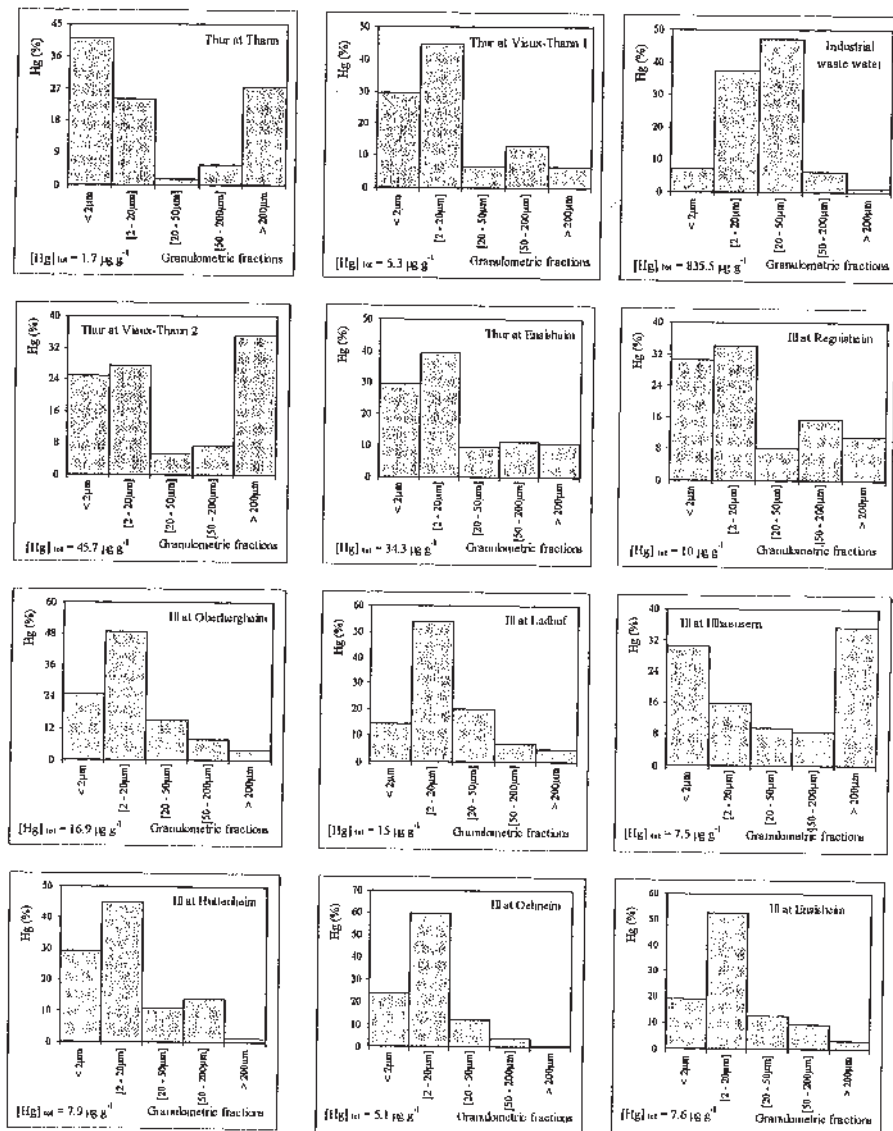 Hg (%)
45
36
27
18
9
0
Thur at Thann
< 2µm
[2 - 20µm]
[20 - 50µm]
[50 - 200µm]
> 200µm
[Hg] tot = 1.7 µg g-1 Granulometric fractions
Hg (%)
50
40
30
20
10
0
Thur at Vieux-Thann 1
< 2µm
[2 - 20µm]
[20 - 50µm]
[50 - 200µm]
> 200µm
[Hg] tot = 5.3 µg g-1 Granulometric fractions
Hg (%)
50
40
30
20
10
0
Industrial
waste water
< 2µm
[2 - 20µm]
[20 - 50µm]
[50 - 200µm]
> 200µm
[Hg] tot = 835.5 µg g-1 Granulometric fractions
Hg (%)
40
32
24
16
8
0
Thur at Vieux-Thann 2
< 2µm
[2 - 20µm]
[20 - 50µm]
[50 - 200µm]
> 200µm
[Hg] tot = 45.7 µg g-1 Granulometric fractions
Hg (%)
50
40
30
20
10
0
Thur at Ensisheim
< 2µm
[2 - 20µm]
[20 - 50µm]
[50 - 200µm]
> 200µm
[Hg] tot = 34.3 µg g-1 Granulometric fractions
Hg (%)
40
32
24
16
8
0
Ill at Reguisheim
< 2µm
[2 - 20µm]
[20 - 50µm]
[50 - 200µm]
> 200µm
[Hg] tot = 10 µg g-1 Granulometric fractions
Hg (%)
60
48
36
24
12
0
Ill at Oberhergheim
< 2µm
[2 - 20µm]
[20 - 50µm]
[50 - 200µm]
> 200µm
[Hg] tot = 16.9 µg g-1 Granulometric fractions
Hg (%)
60
50
40
30
20
10
0
Ill at Ladhof
< 2µm
[2 - 20µm]
[20 - 50µm]
[50 - 200µm]
> 200µm
[Hg] tot = 15 µg g-1 Granulometric fractions
Hg (%)
40
32
24
16
8
0
Ill at Illhaeusern
< 2µm
[2 - 20µm]
[20 - 50µm]
[50 - 200µm]
> 200µm
[Hg] tot = 7.5 µg g-1 Granulometric fractions
Hg (%)
50
40
30
20
10
0
Ill at Huttenheim
< 2µm
[2 - 20µm]
[20 - 50µm]
[50 - 200µm]
> 200µm
[Hg] tot = 7.9 µg g-1 Granulometric fractions
Hg (%)
70
60
50
40
30
20
10
0
Ill at
< 2µm
[2 - 20µm]
[20 - 50µm]
[50 - 200µm]
> 200µm
[Hg] tot = 5.1 µg g-1 Granulometric fractions
Hg (%)
60
50
40
30
20
10
0
Ill at
< 2µm
[2 - 20µm]
[20 - 50µm]
[50 - 200µm]
> 200µm
[Hg] tot = 7.6 µg g-1 Granulometric fractions